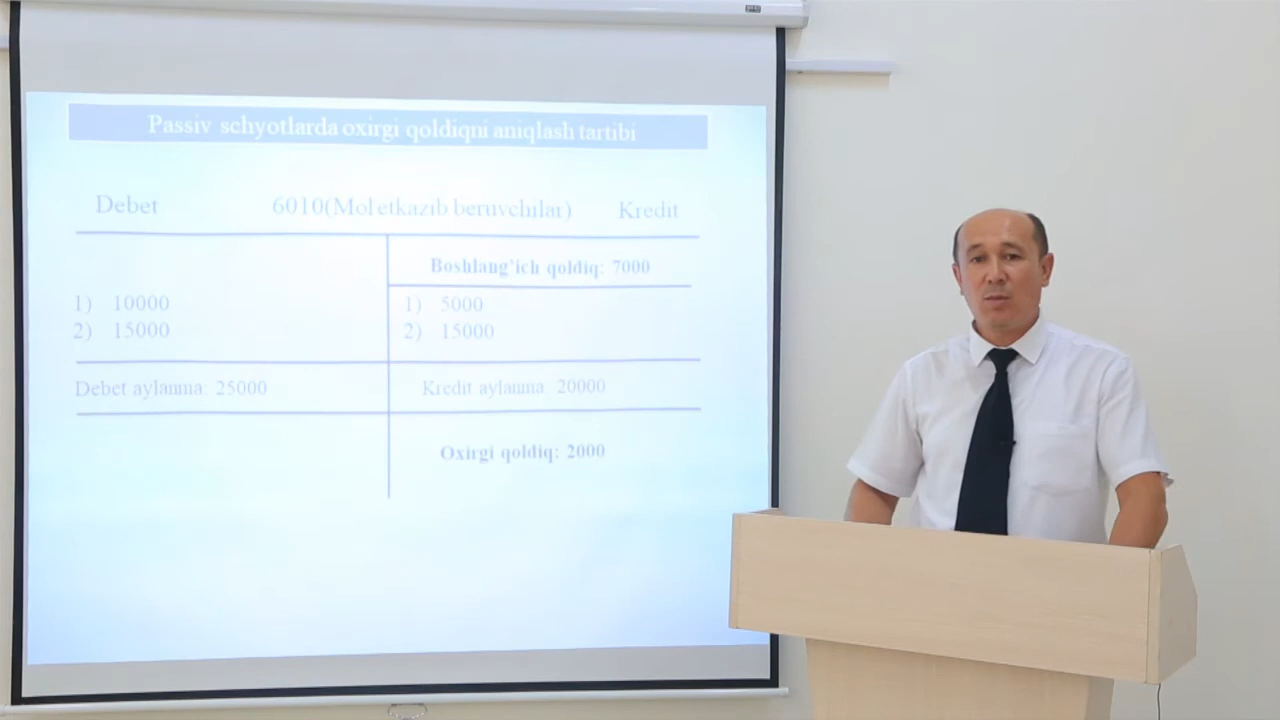 Passiv schyotlarda oxirgi qoldiqni aniqlash tartibi
Debet 6010(Mol etkazib beruvchilar) Kredit
Boshlang'ich qoldiq: 7000
1) 10000 1) 5000
2) 15000 2) 15000
Debet aylanma: 25000 Kredit aylanma: 20000
Oxirgi qoldiq: 2000